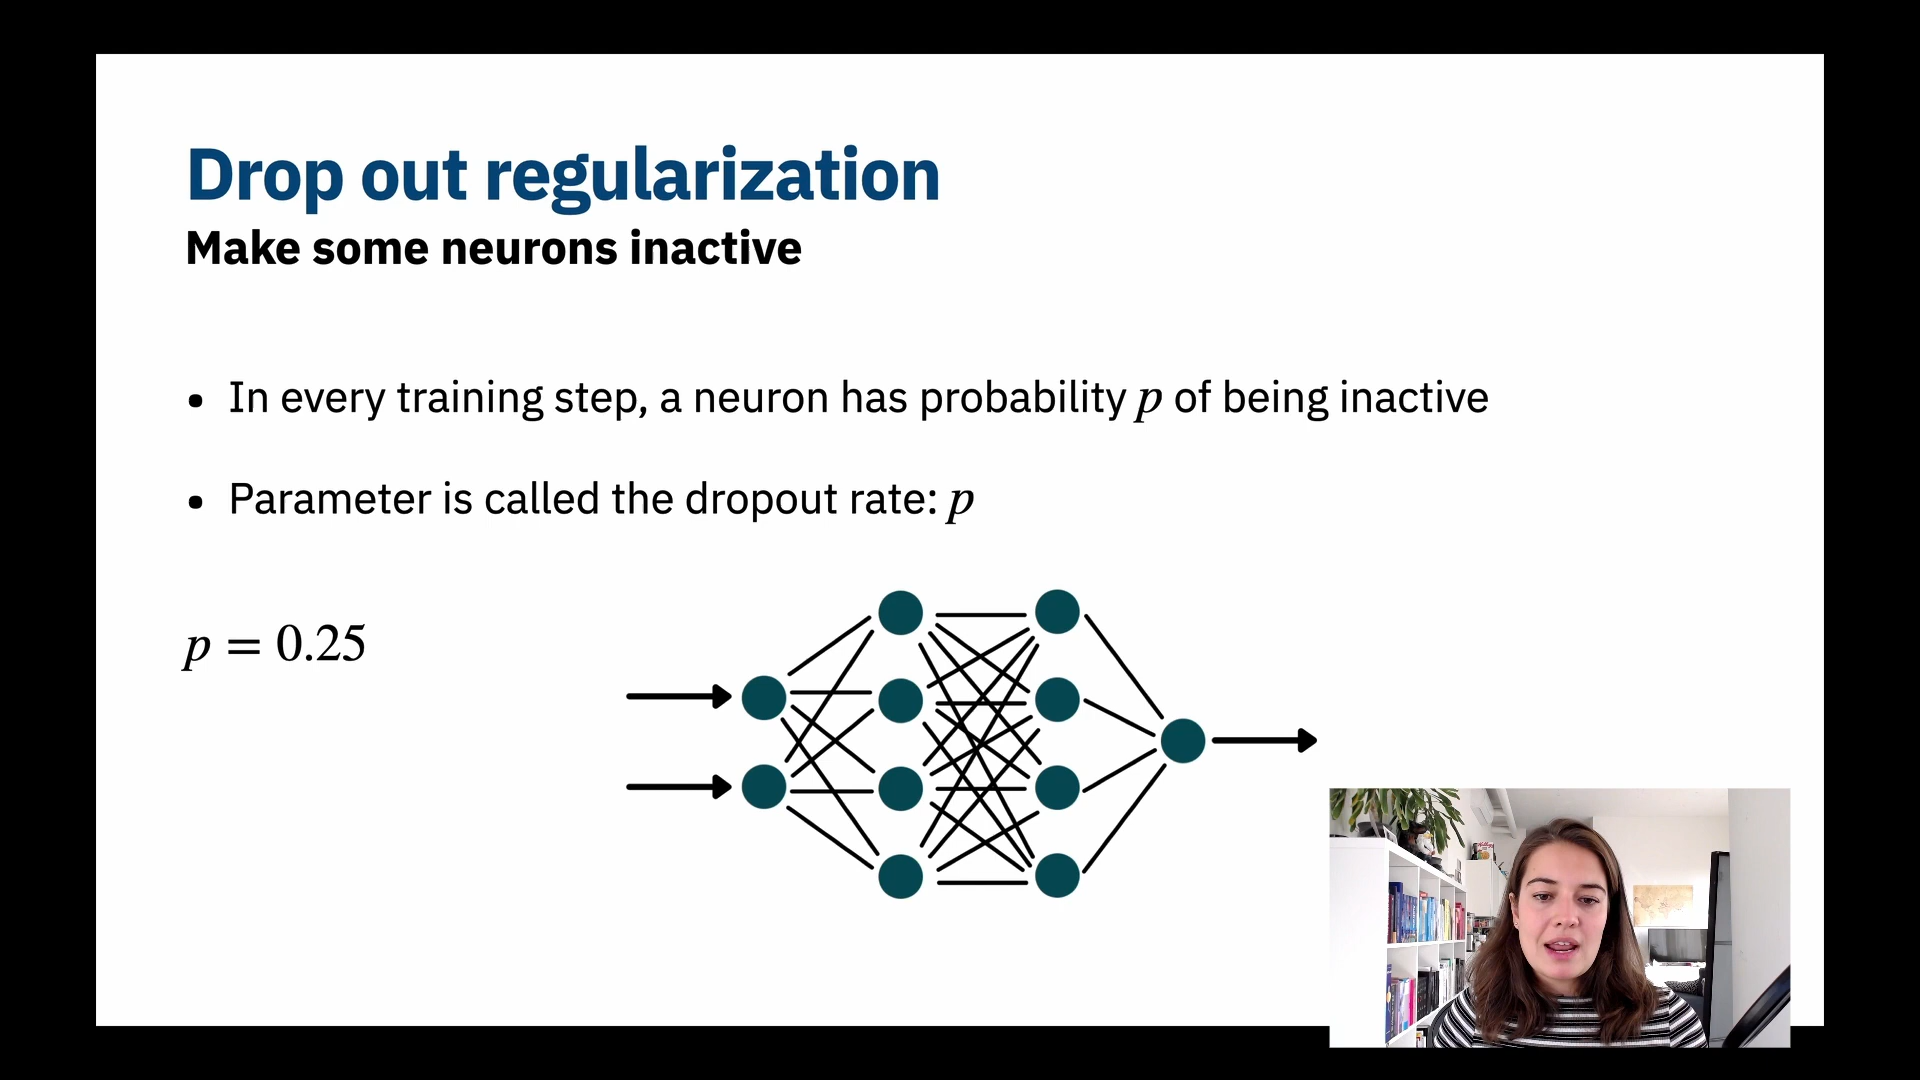 Drop out regularization
Make some neurons inactive
• In every training step, a neuron has probability p of being inactive
• Parameter is called the dropout rate: p
p = 0.25